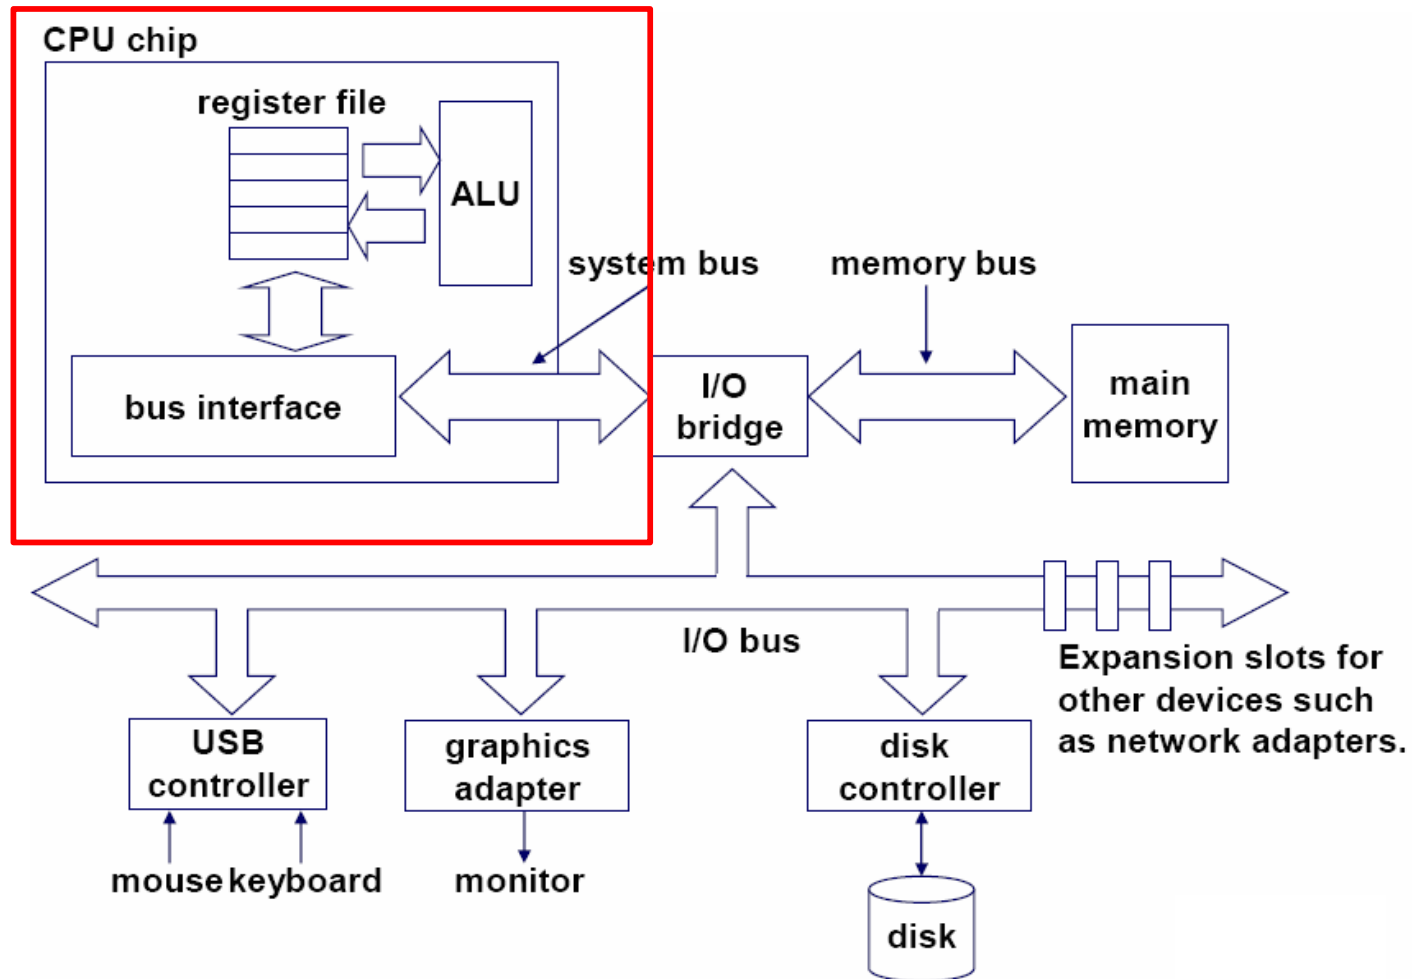 CPU chip
register file
ALU
system bus
memory bus
bus interface
I/O
bridge
main
memory
I/O bus
Expansion slots for
other devices such
as network adapters.
USB
controller
graphics
adapter
disk
controller
mouse keyboard
monitor
disk